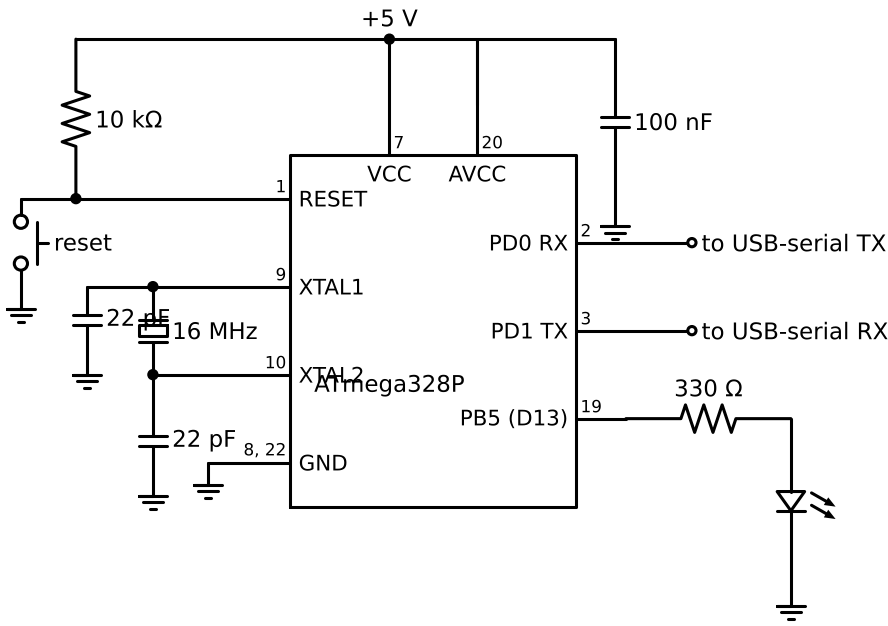 +5 V
10 kΩ
100 nF
7
20
VCC
AVCC
1
RESET
2
PD0 RX
to USB-serial TX
reset
9
XTAL1
22 pF
16 MHz
3
PD1 TX
to USB-serial RX
10
XTAL2
ATmega328P
330 Ω
19
PB5 (D13)
22 pF
8, 22
GND